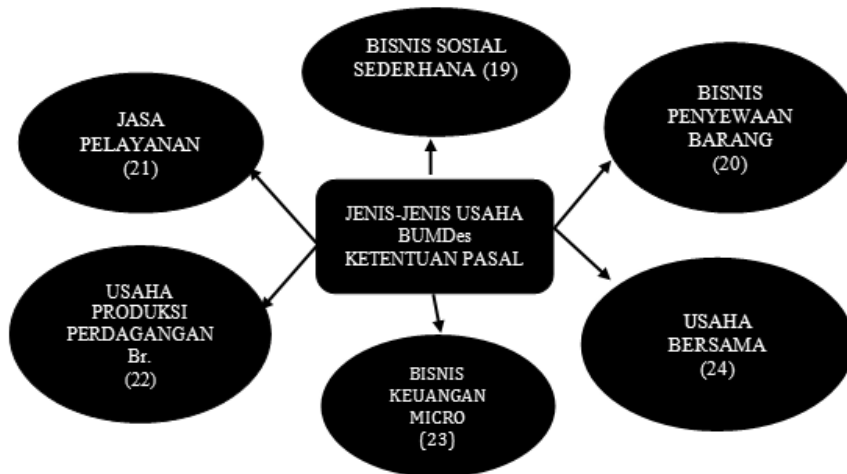 BISNIS SOSIAL
SEDERHANA (19)
BISNIS
PENYEWAAN
BARANG
(20)
JASA
PELAYANAN
(21)
JENIS-JENIS USAHA
BUMDes
KETENTUAN PASAL
USAHA
PRODUKSI
PERDAGANGAN
Br.
(22)
USAHA
BERSAMA
(24)
BISNIS
KEUANGAN
MICRO
(23)